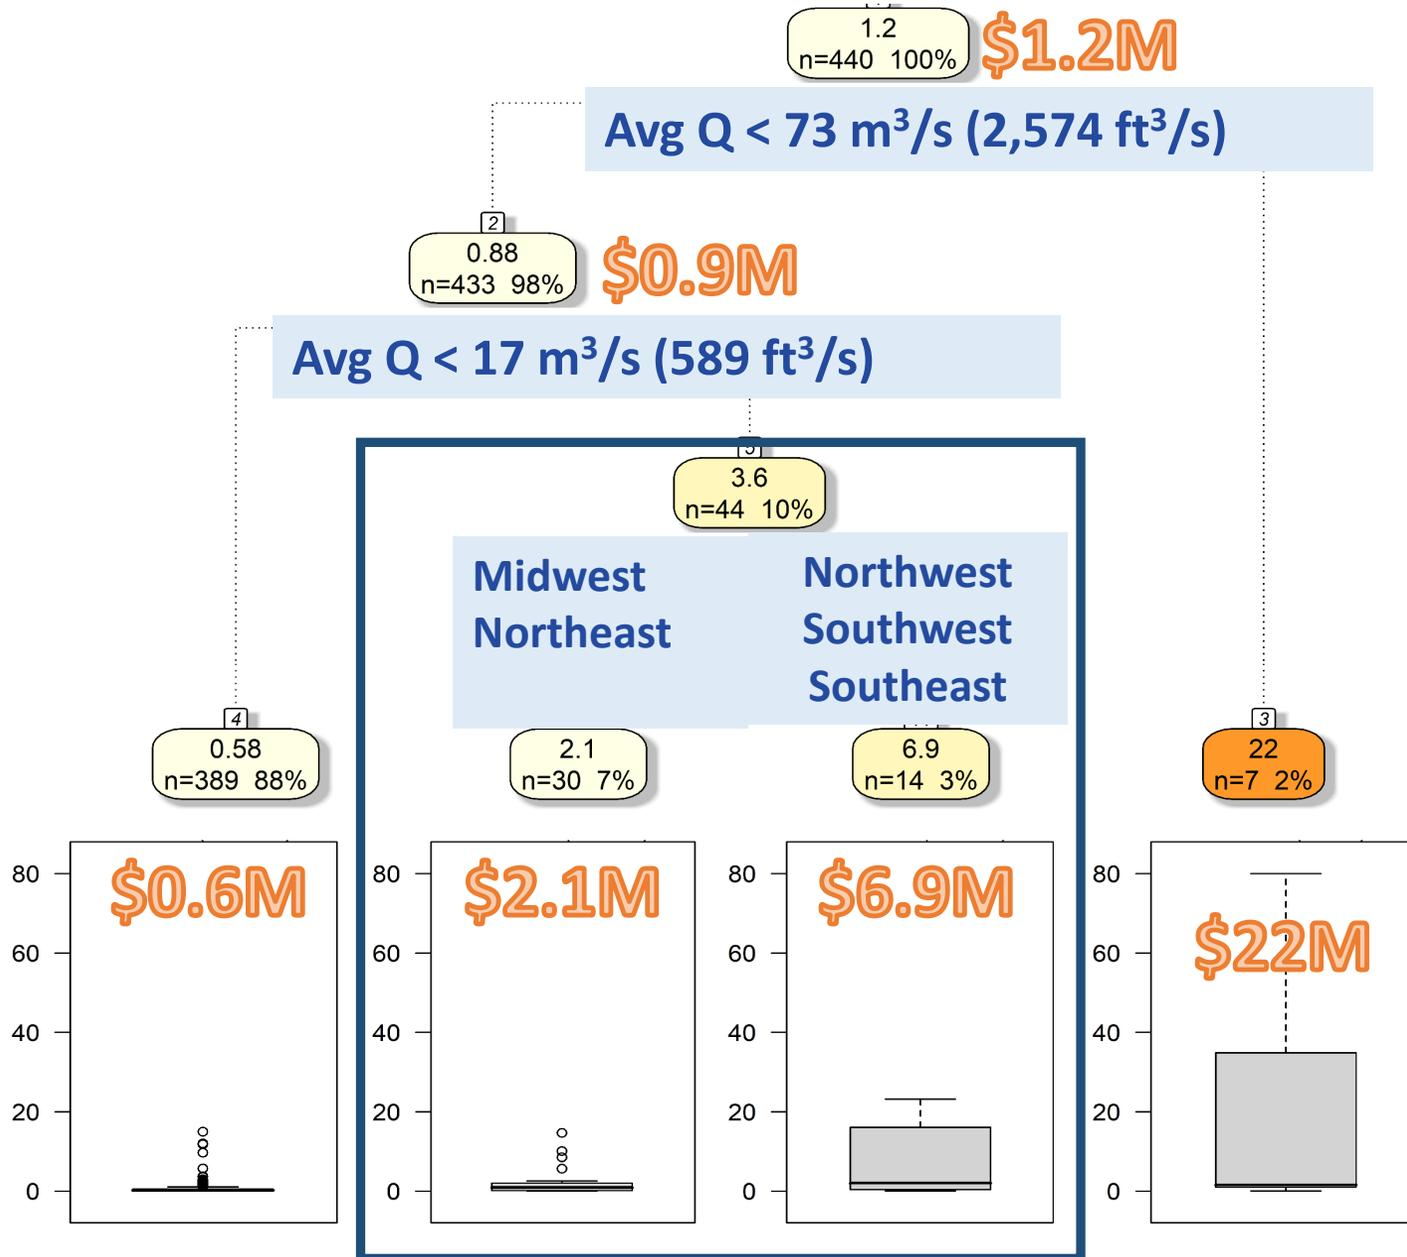 1.2
n=440 100%
$1.2M
Avg Q < 73 m³/s (2,574 ft³/s)
2
0.88
n=433 98%
$0.9M
Avg Q < 17 m³/s (589 ft³/s)
5
3.6
n=44 10%
Midwest
Northeast
Northwest
Southwest
Southeast
4
0.58
n=389 88%
2.1
n=30 7%
6.9
n=14 3%
3
22
n=7 2%
80
60
40
20
0
$0.6M
80
60
40
20
0
$2.1M
80
60
40
20
0
$6.9M
80
60
40
20
0
$22M